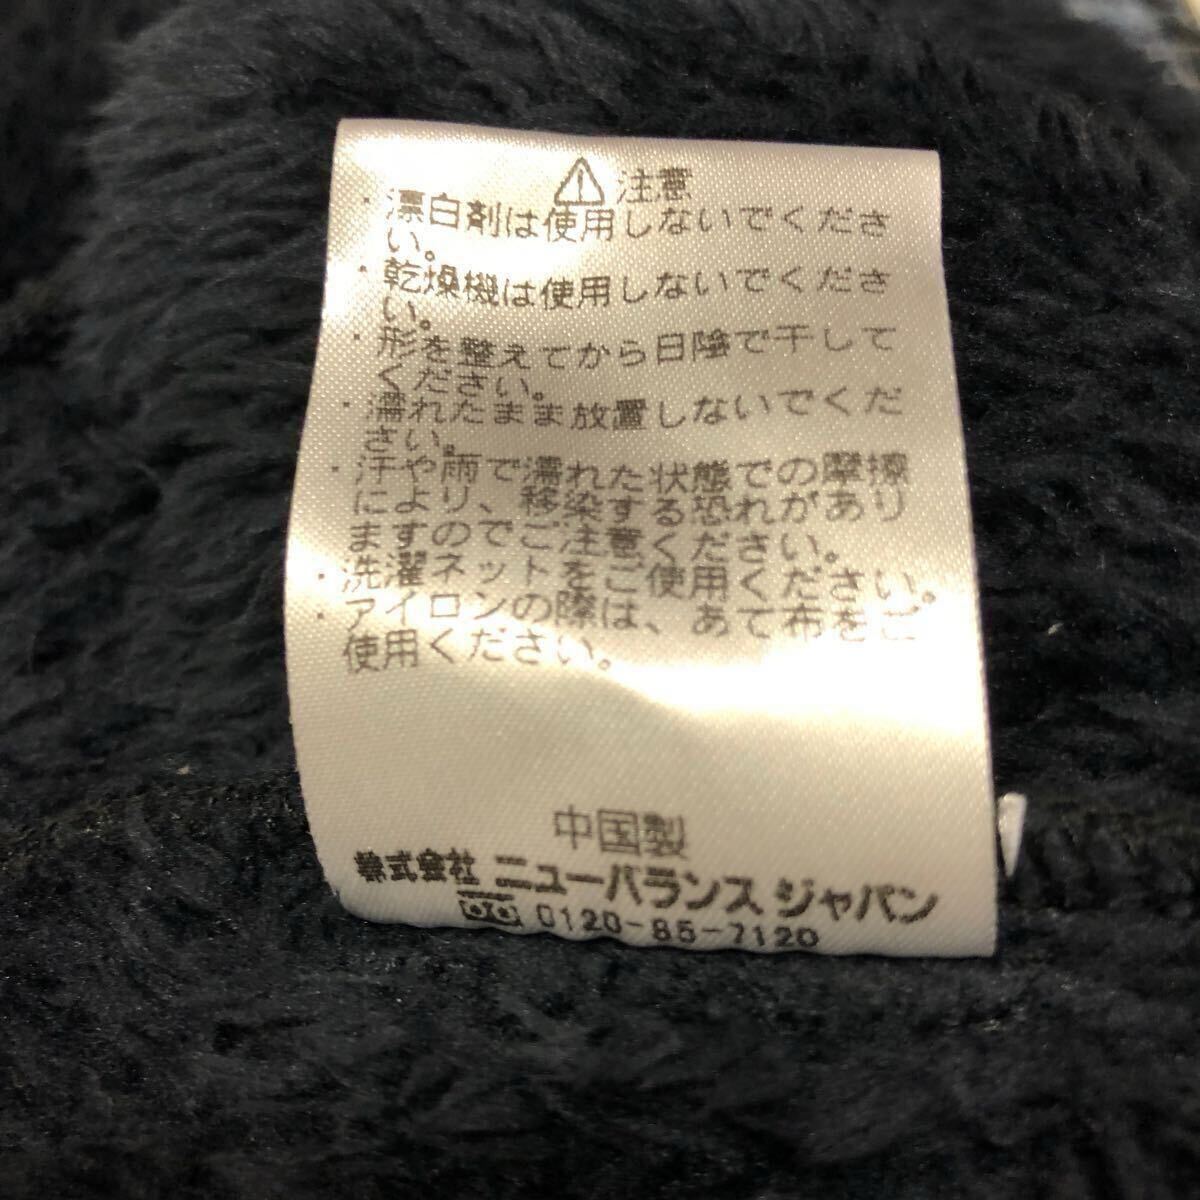 ⚠注意
・漂白剤は使用しないでくださ
い。
・乾燥機は使用しないでくださ
い。
・形を整えてから日陰で干して
ください。
・濡れたまま放置しないでくだ
さい。
・汗や雨で濡れた状態での摩擦
により、移染する恐れがあり
ますのでご注意ください。
・洗濯ネットをご使用ください。
・アイロンの際は、あて布をご
使用ください。
中国製
株式会社 ニューバランス ジャパン
0120-85-7120